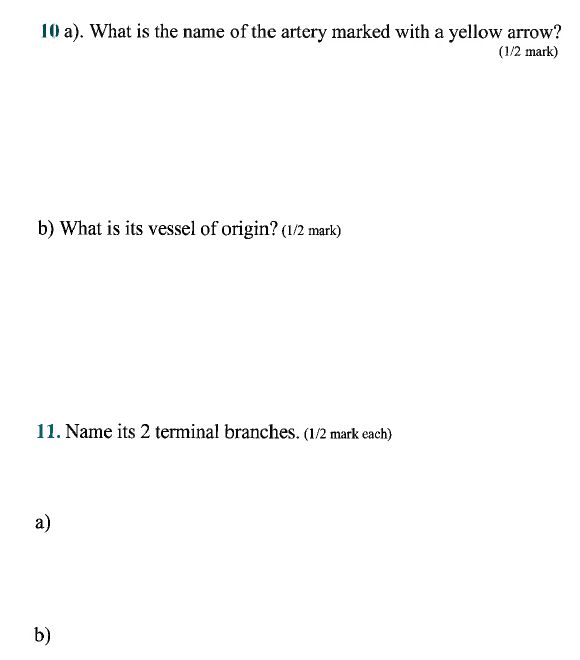 10 a). What is the name of the artery marked with a yellow arrow?
(1/2 mark)
b) What is its vessel of origin? (1/2 mark)
11. Name its 2 terminal branches. (1/2 mark each)
a)
b)